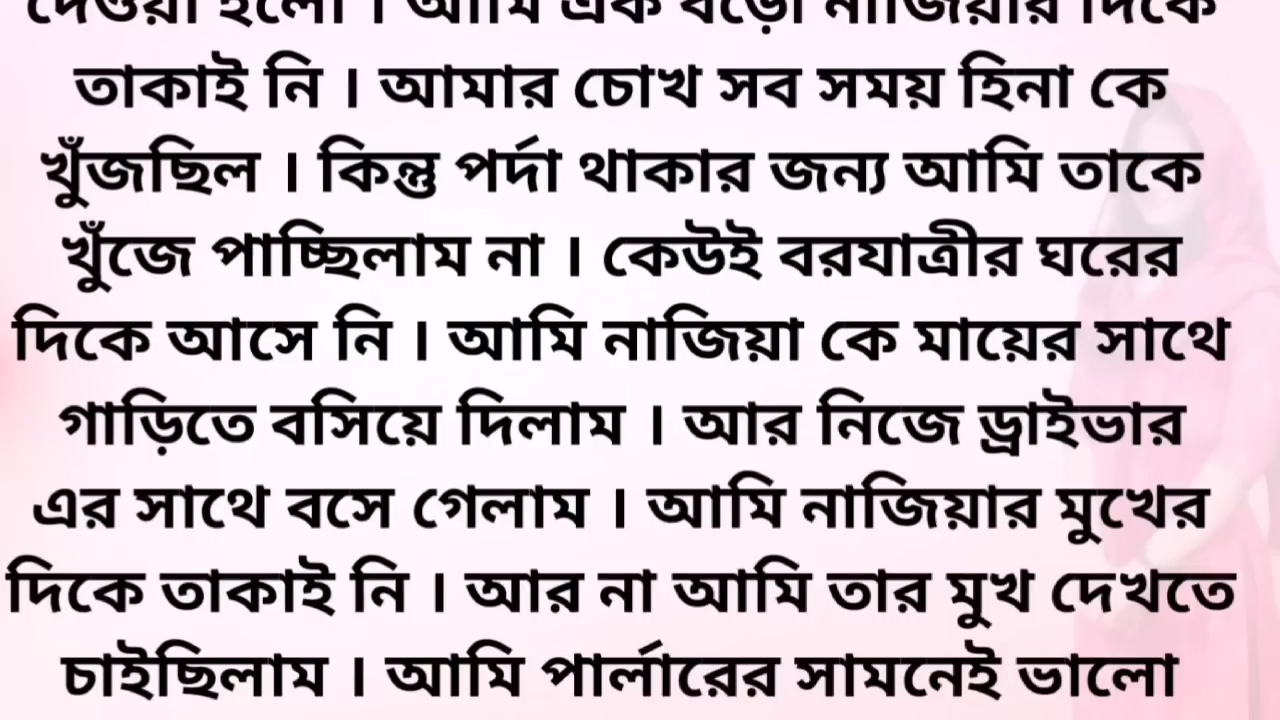 দেওয়া হলো । আমি এক বড়ো নাজিয়ার দিকে
তাকাই নি । আমার চোখ সব সময় হিনা কে
খুঁজছিল । কিন্তু পর্দা থাকার জন্য আমি তাকে
খুঁজে পাচ্ছিলাম না । কেউই বরযাত্রীর ঘরের
দিকে আসে নি । আমি নাজিয়া কে মায়ের সাথে
গাড়িতে বসিয়ে দিলাম । আর নিজে ড্রাইভার
এর সাথে বসে গেলাম । আমি নাজিয়ার মুখের
দিকে তাকাই নি । আর না আমি তার মুখ দেখতে
চাইছিলাম । আমি পার্লারের সামনেই ভালো